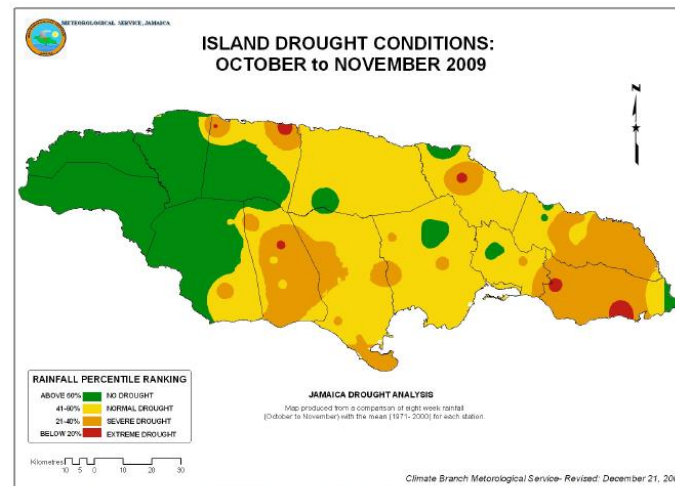 METEOROLOGICAL SERVICE, JAMAICA
ISLAND DROUGHT CONDITIONS:
OCTOBER to NOVEMBER 2009
N
RAINFALL PERCENTILE RANKING
ABOVE 60% NO DROUGHT
41-60% NORMAL DROUGHT
21-40% SEVERE DROUGHT
BELOW 20% EXTREME DROUGHT
JAMAICA DROUGHT ANALYSIS
Map produced from a comparison of eight week rainfall
(October to November) with the mean (1971- 2000) for each station.
Kilometres
10 5 0 10 20 30
Climate Branch Metorological Service- Revised: December 21, 200